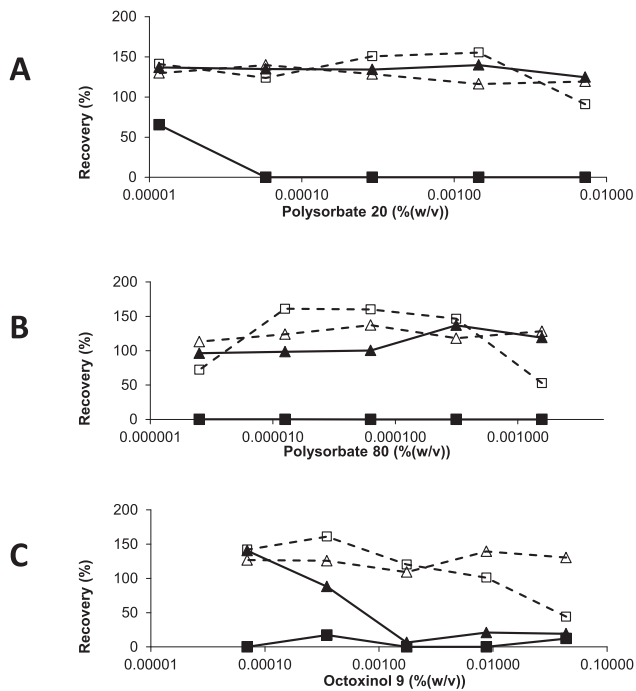 A
Recovery (%)
200
150
100
50
0
0.00001 0.00010 0.00100 0.01000
Polysorbate 20 (%(w/v))
B
Recovery (%)
200
150
100
50
0
0.000001 0.000010 0.000100 0.001000
Polysorbate 80 (%(w/v))
C
Recovery (%)
200
150
100
50
0
0.00001 0.00010 0.00100 0.01000 0.10000
Octoxinol 9 (%(w/v))